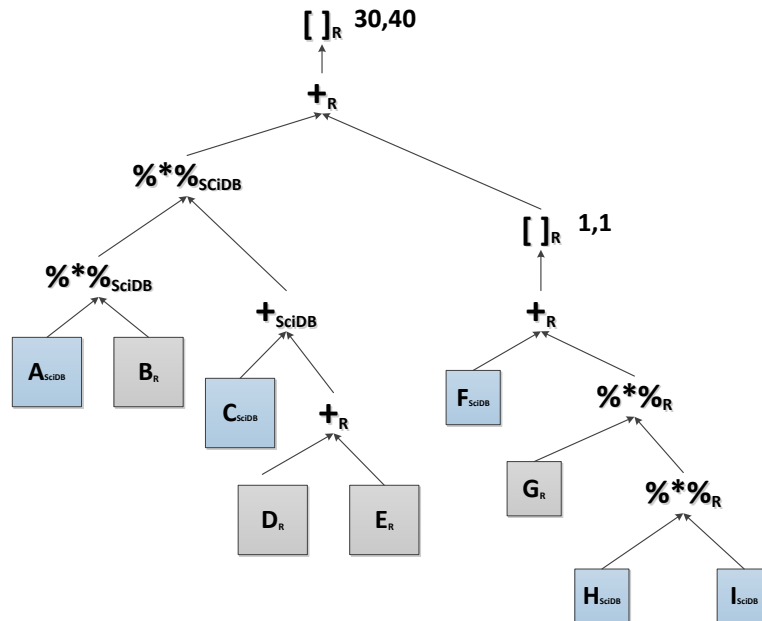 [ ]R 30,40
+R
%*%SCiDB
[ ]R 1,1
%*%SciDB
+SciDB
+R
ASciDB
BR
CSciDB
+R
FSciDB
%*%R
DR
ER
GR
%*%R
HSciDB
ISciDB